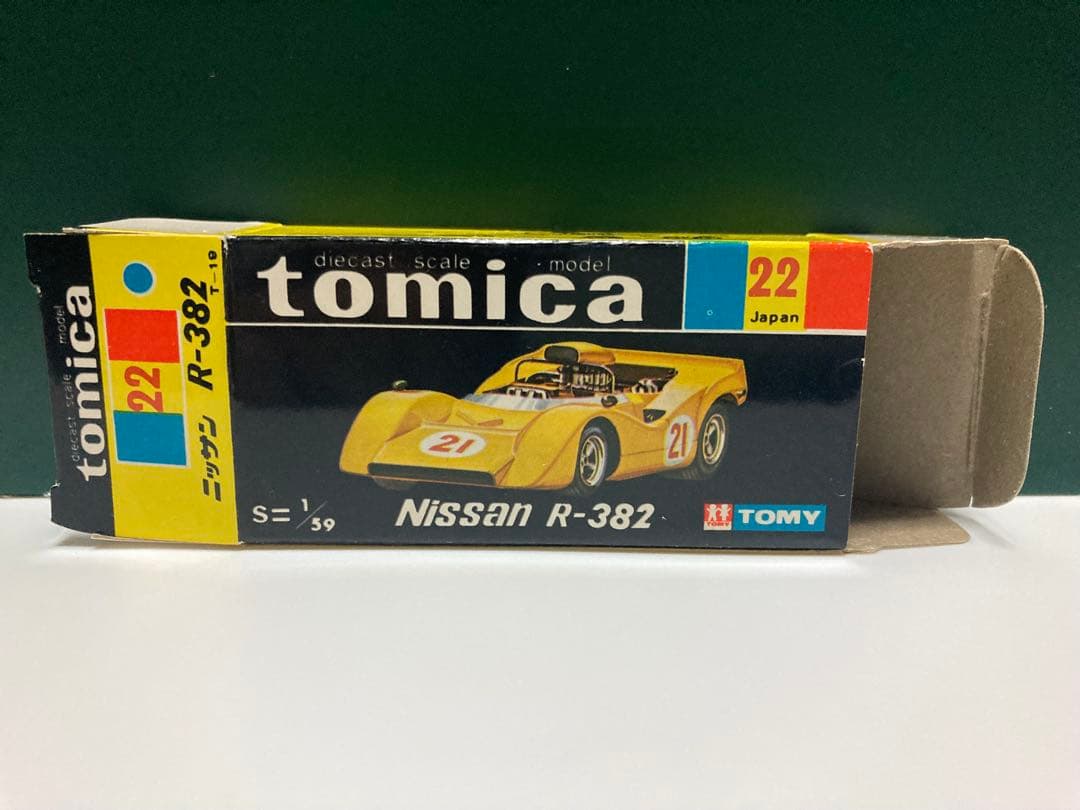 diecast scale model
tomica
22
ニッサン R-382
T-19
diecast scale model
tomica
22
Japan
21
21
S=1/59
Nissan R-382
TOMY
TOMY